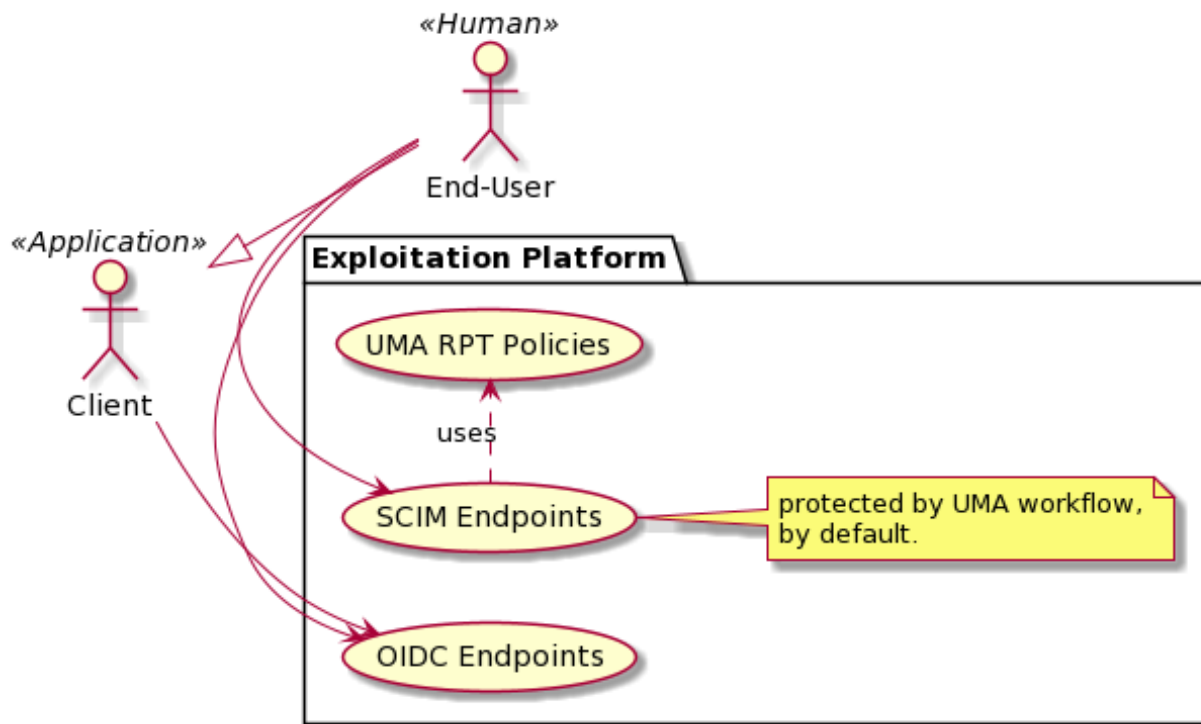 «Human»
End-User
«Application»
Client
Exploitation Platform
UMA RPT Policies
uses
SCIM Endpoints
protected by UMA workflow,
by default.
OIDC Endpoints